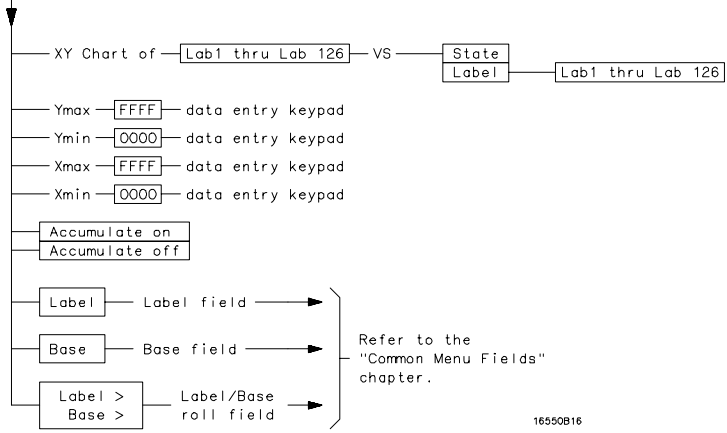 XY Chart of Lab1 thru Lab 126 VS State
Label Lab1 thru Lab 126
Ymax FFFF data entry keypad
Ymin 0000 data entry keypad
Xmax FFFF data entry keypad
Xmin 0000 data entry keypad
Accumulate on
Accumulate off
Label Label field
Base Base field
Label > Label/Base
Base > roll field
Refer to the
"Common Menu Fields"
chapter.
16550B16